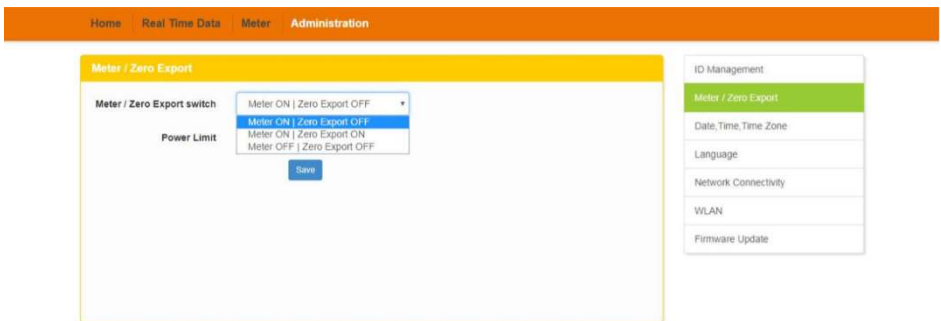 Home Real Time Data Meter Administration
Meter / Zero Export
Meter / Zero Export switch Meter ON | Zero Export OFF
Meter ON | Zero Export OFF
Meter ON | Zero Export ON
Power Limit
Meter OFF | Zero Export OFF
Save
ID Management
Meter / Zero Export
Date,Time,Time Zone
Language
Network Connectivity
WLAN
Firmware Update